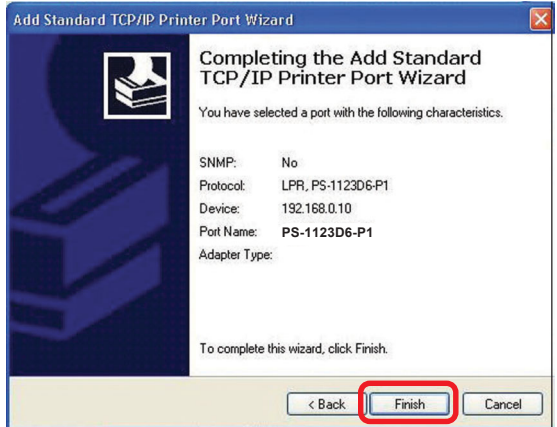 Add Standard TCP/IP Printer Port Wizard
Completing the Add Standard
TCP/IP Printer Port Wizard
You have selected a port with the following characteristics.
SNMP: No
Protocol: LPR, PS-1123D6-P1
Device: 192.168.0.10
Port Name: PS-1123D6-P1
Adapter Type:
To complete this wizard, click Finish.
< Back Finish Cancel